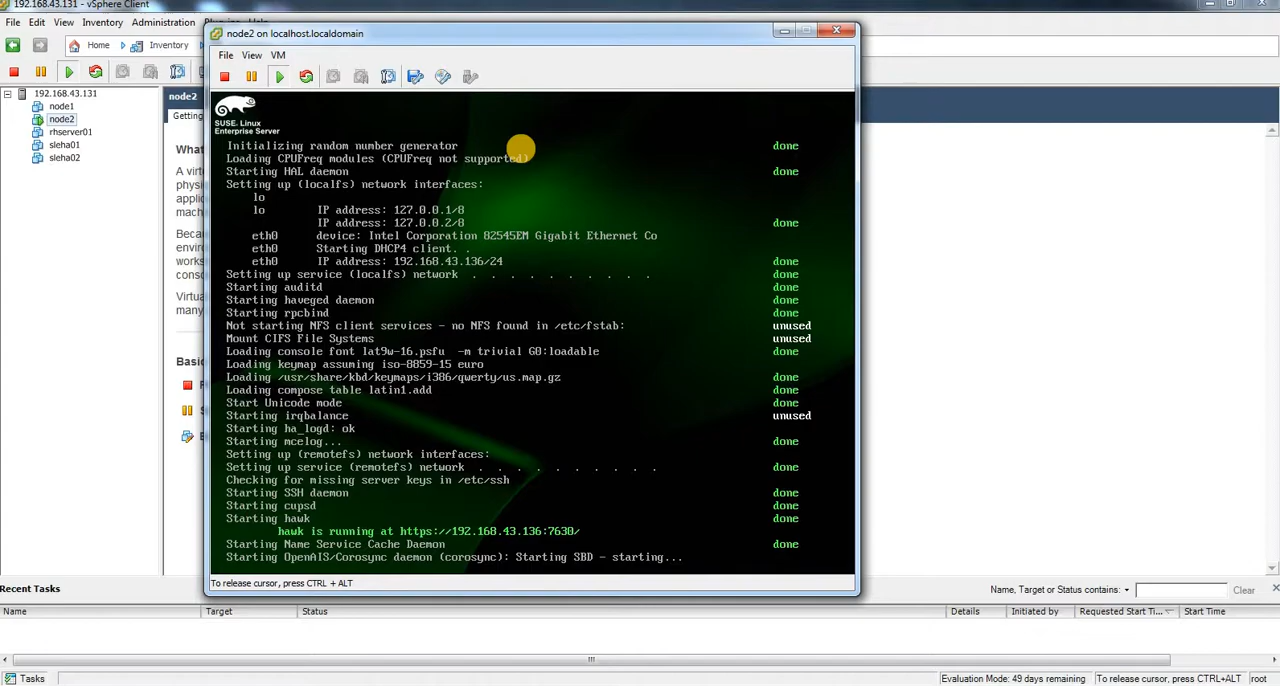 192.168.43.131 - vSphere Client
File Edit View Inventory Administration
Home Inventory
192.168.43.131
node1
node2
rhserver01
sleha01
sleha02
node2
Getting
What
A virt
physi
applic
mach
Becau
enviro
works
conso
Virtua
many
Basic
node2 on localhost.localdomain
File View VM
SUSE. Linux
Enterprise Server
Initializing random number generator done
Loading CPUFreq modules (CPUFreq not supported)
Starting HAL daemon done
Setting up (localfs) network interfaces:
lo
lo IP address: 127.0.0.1/8
IP address: 127.0.0.2/8 done
eth0 device: Intel Corporation 82545EM Gigabit Ethernet Co
eth0 Starting DHCP4 client. .
eth0 IP address: 192.168.43.136/24 done
Setting up service (localfs) network . . . . . . . . . . done
Starting auditd done
Starting haveged daemon done
Starting rpcbind done
Not starting NFS client services - no NFS found in /etc/fstab: unused
Mount CIFS File Systems unused
Loading console font lat9w-16.psfu -m trivial G0:loadable done
Loading keymap assuming iso-8859-15 euro
Loading /usr/share/kbd/keymaps/i386/qwerty/us.map.gz done
Loading compose table latin1.add done
Start Unicode mode done
Starting irqbalance unused
Starting ha_logd: ok
Starting mcelog... done
Setting up (remotefs) network interfaces:
Setting up service (remotefs) network . . . . . . . . . . done
Checking for missing server keys in /etc/ssh
Starting SSH daemon done
Starting cupsd done
Starting hawk done
hawk is running at https://192.168.43.136:7630/
Starting Name Service Cache Daemon done
Starting OpenAIS/Corosync daemon (corosync): Starting SBD - starting...
To release cursor, press CTRL + ALT
Recent Tasks
Name, Target or Status contains: Clear
Name Target Status Details Initiated by Requested Start Ti... Start Time
Tasks
Evaluation Mode: 49 days remaining To release cursor, press CTRL+ALT root